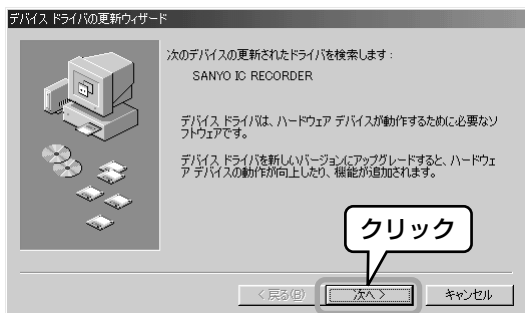 デバイス ドライバの更新ウィザード
次のデバイスの更新されたドライバを検索します：
SANYO IC RECORDER
デバイス ドライバは、ハードウェア デバイスが動作するために必要なソ
フトウェアです。
デバイス ドライバを新しいバージョンにアップグレードすると、ハードウェ
ア デバイスの動作が向上したり、機能が追加されます。
クリック
< 戻る(B)
次へ >
キャンセル